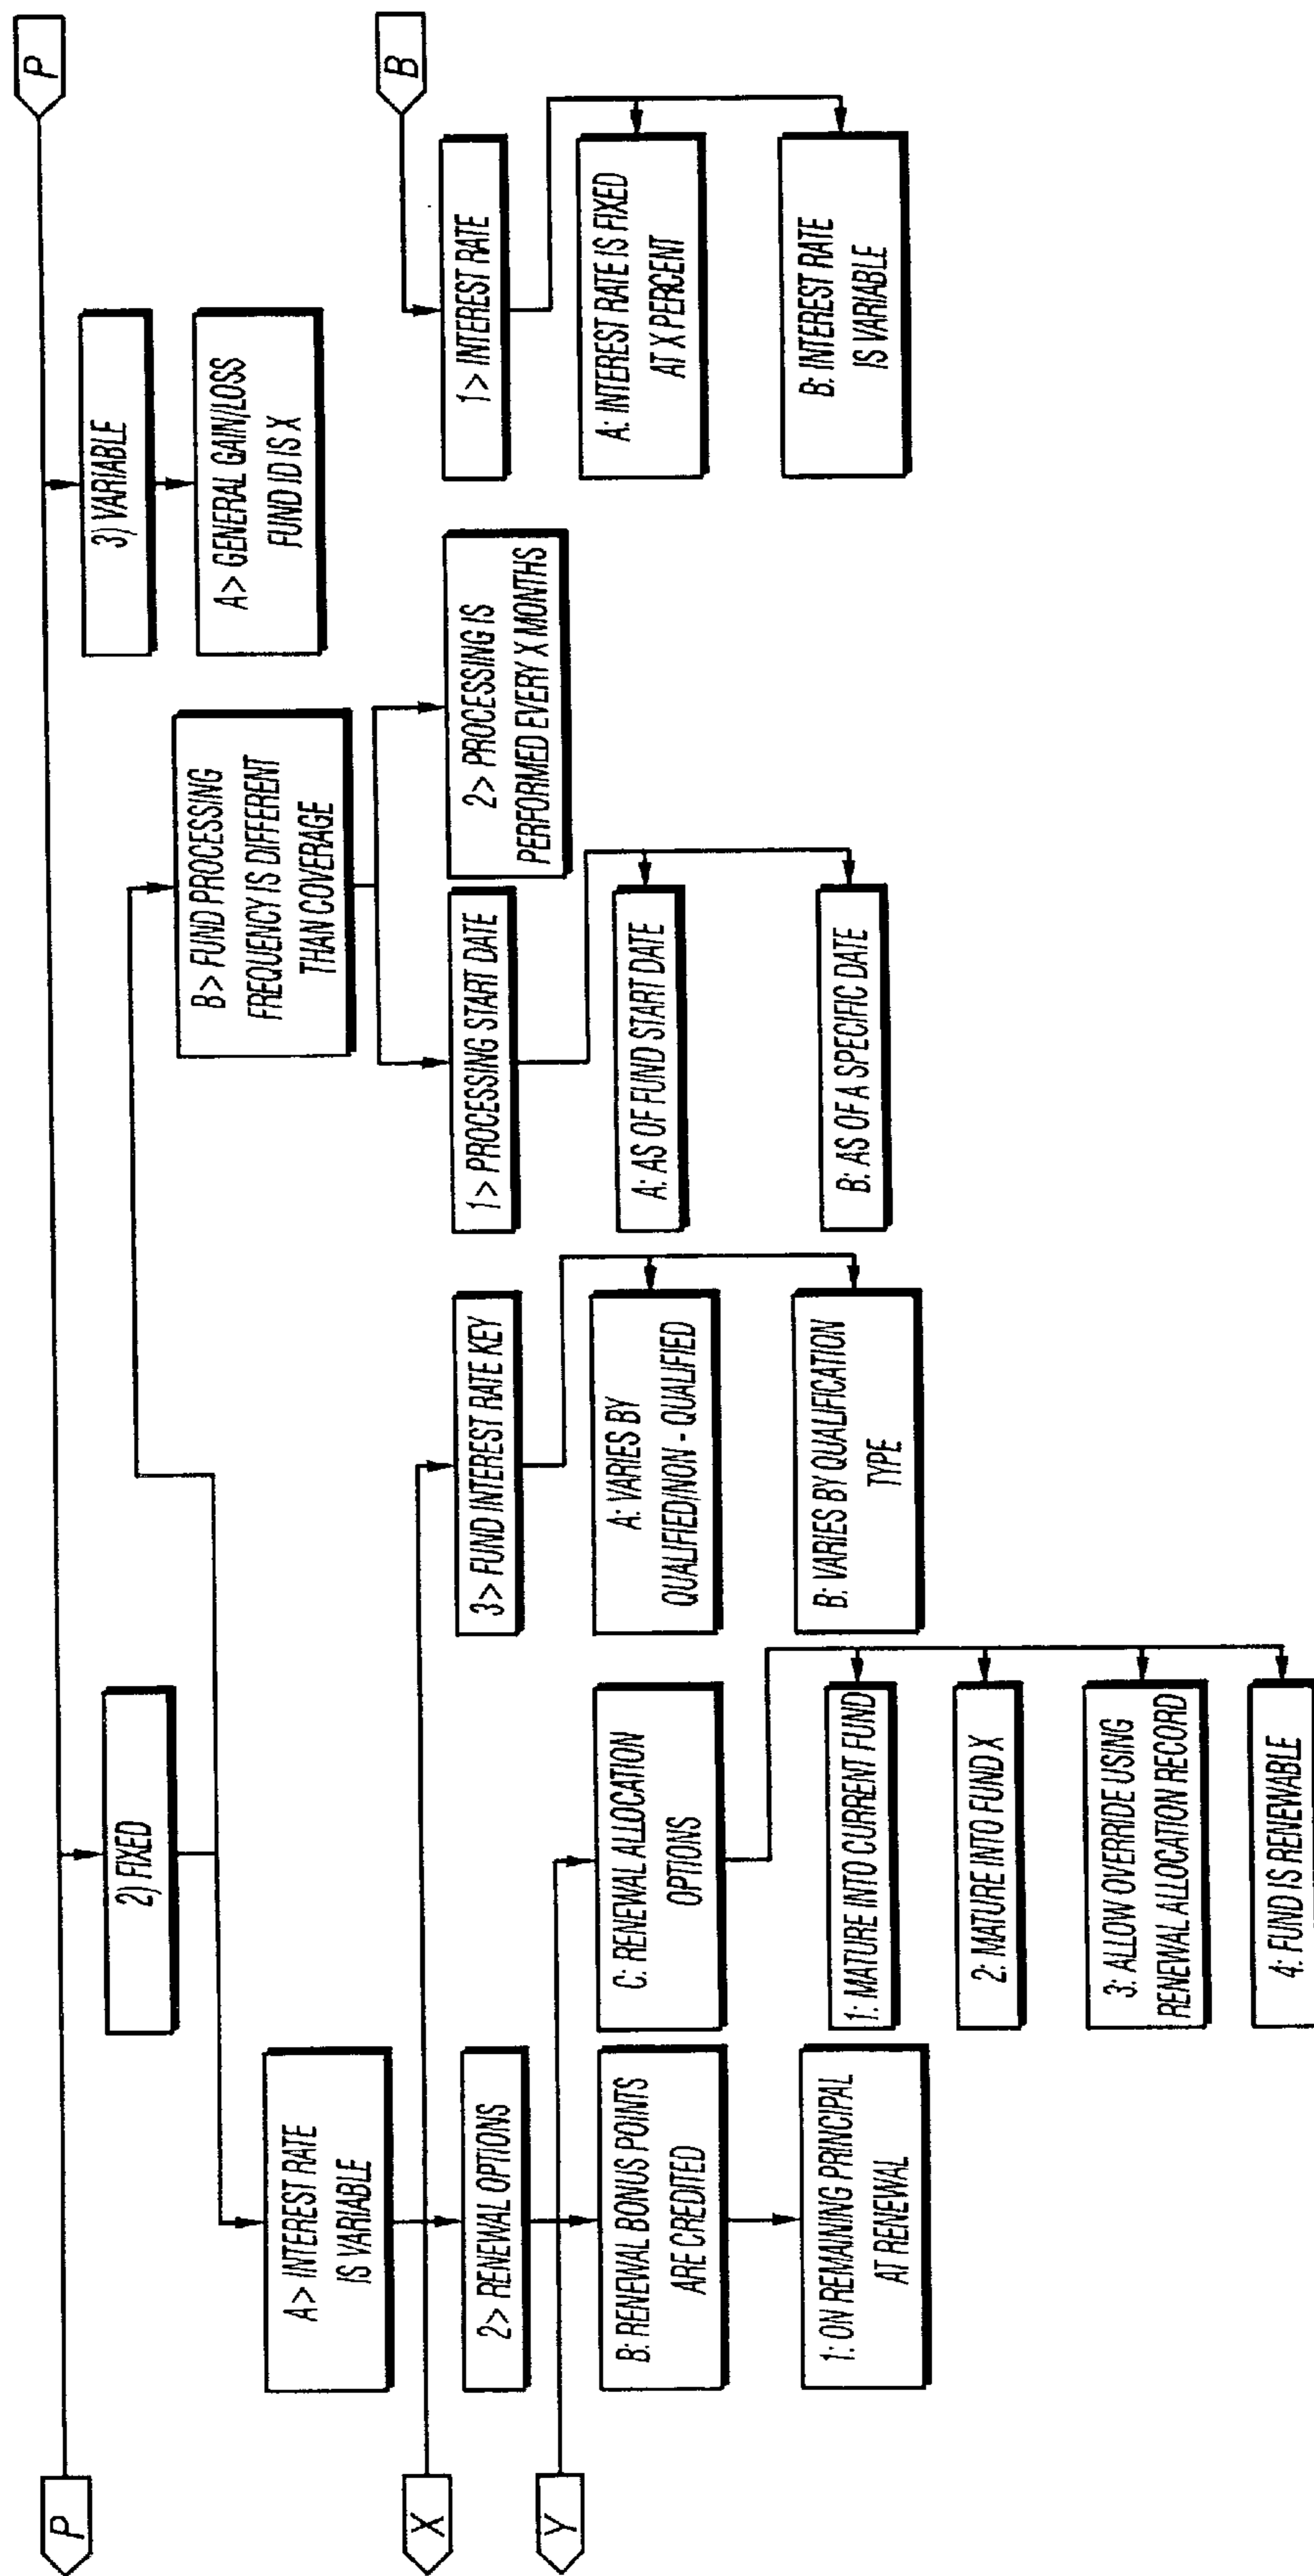 P
P
2) FIXED
3) VARIABLE
A> GENERAL GAIN/LOSS
FUND ID IS X
A> INTEREST RATE
IS VARIABLE
B> FUND PROCESSING
FREQUENCY IS DIFFERENT
THAN COVERAGE
X
B
2> RENEWAL OPTIONS
3> FUND INTEREST RATE KEY
1> PROCESSING START DATE
2> PROCESSING IS
PERFORMED EVERY X MONTHS
1> INTEREST RATE
Y
B: RENEWAL BONUS POINTS
ARE CREDITED
C: RENEWAL ALLOCATION
OPTIONS
A: VARIES BY
QUALIFIED/NON - QUALIFIED
A: AS OF FUND START DATE
A: INTEREST RATE IS FIXED
AT X PERCENT
1: ON REMAINING PRINCIPAL
AT RENEWAL
1: MATURE INTO CURRENT FUND
B: VARIES BY QUALIFICATION
TYPE
B: AS OF A SPECIFIC DATE
B: INTEREST RATE
IS VARIABLE
2: MATURE INTO FUND X
3: ALLOW OVERRIDE USING
RENEWAL ALLOCATION RECORD
4: FUND IS RENEWABLE